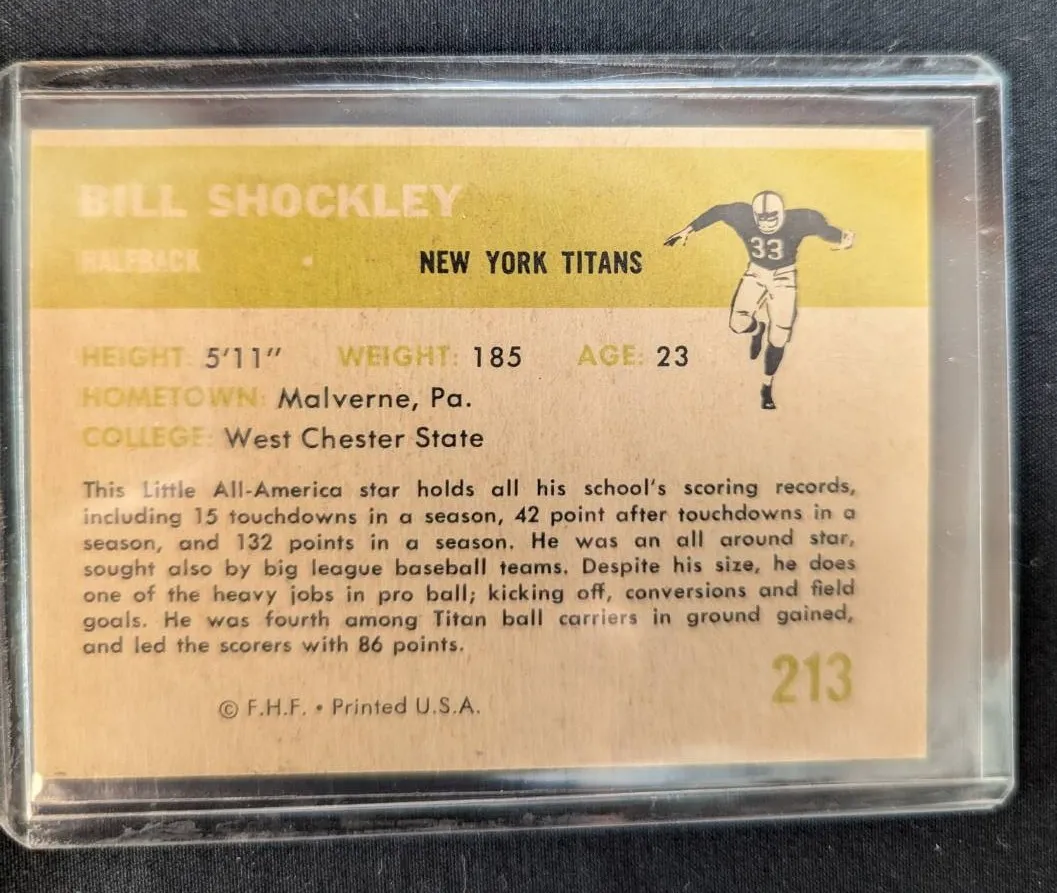 BILL SHOCKLEY
HALFBACK
NEW YORK TITANS
33
HEIGHT: 5'11" WEIGHT: 185 AGE: 23
HOMETOWN: Malverne, Pa.
COLLEGE: West Chester State
This Little All-America star holds all his school's scoring records,
including 15 touchdowns in a season, 42 point after touchdowns in a
season, and 132 points in a season. He was an all around star,
sought also by big league baseball teams. Despite his size, he does
one of the heavy jobs in pro ball; kicking off, conversions and field
goals. He was fourth among Titan ball carriers in ground gained,
and led the scorers with 86 points.
213
© F.H.F. • Printed U.S.A.